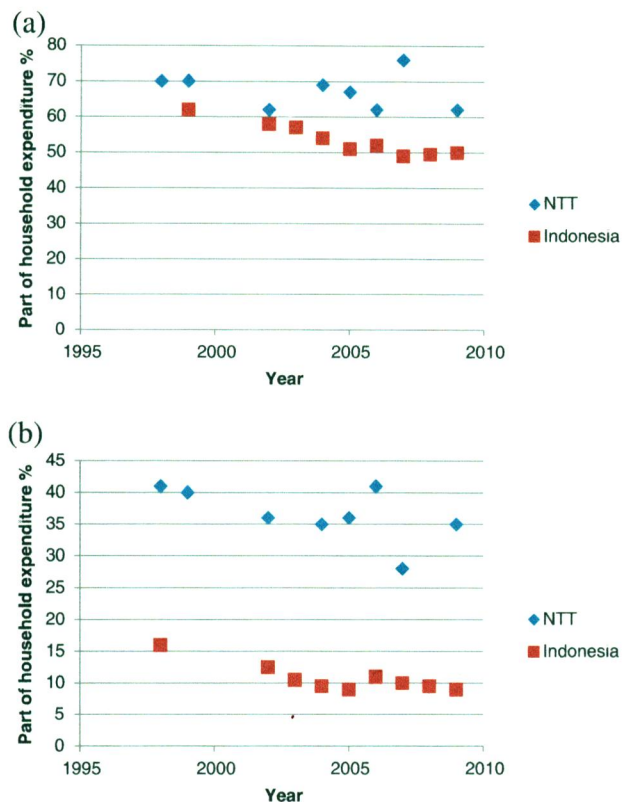 (a)
80
70
60
50
40
30
20
10
0
Part of household expenditure %
1995 2000 2005 2010
Year
NTT
Indonesia
(b)
45
40
35
30
25
20
15
10
5
0
Part of household expenditure %
1995 2000 2005 2010
Year
NTT
Indonesia